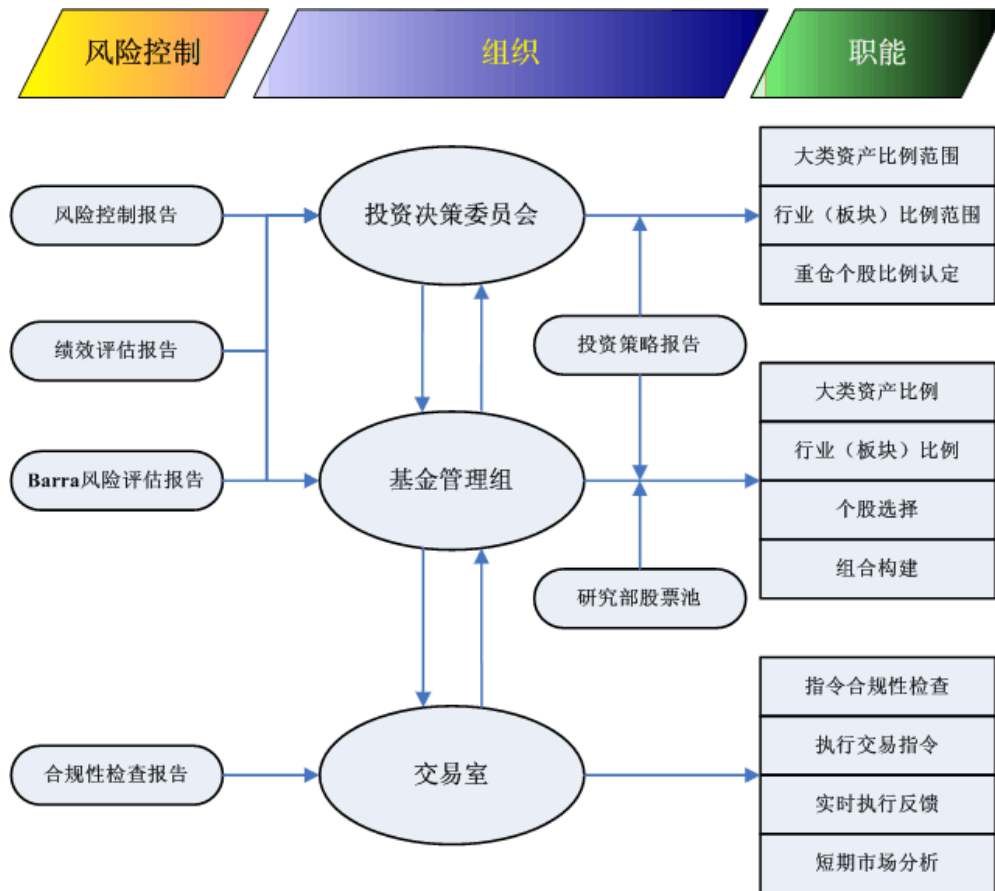 风险控制
组织
职能
大类资产比例范围
风险控制报告
投资决策委员会
行业（板块）比例范围
重仓个股比例认定
绩效评估报告
投资策略报告
大类资产比例
行业（板块）比例
Barra风险评估报告
基金管理组
个股选择
组合构建
研究部股票池
指令合规性检查
执行交易指令
合规性检查报告
交易室
实时执行反馈
短期市场分析